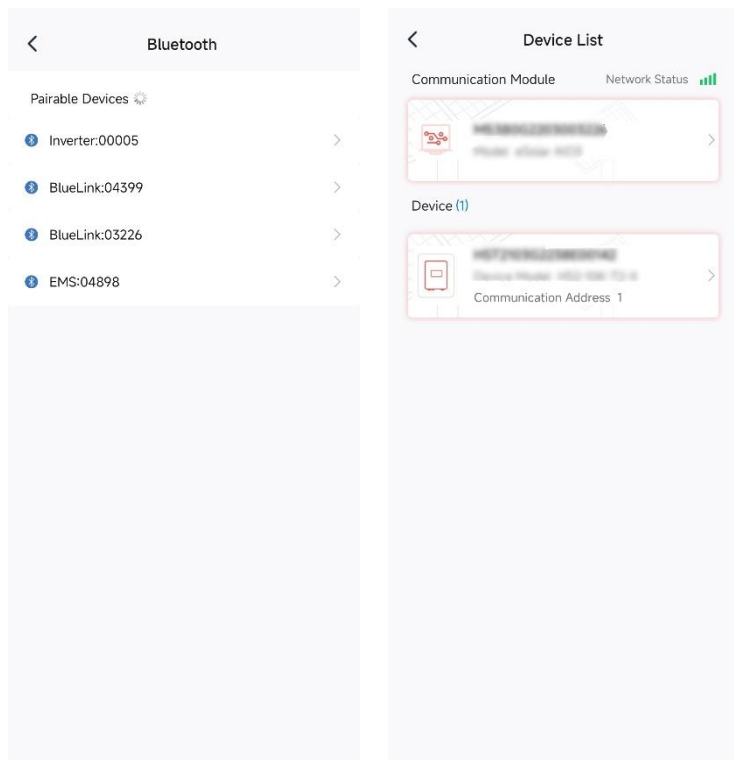 Bluetooth
Pairable Devices
Inverter:00005
BlueLink:04399
BlueLink:03226
EMS:04898
Device List
Communication Module Network Status
Device (1)
Communication Address 1